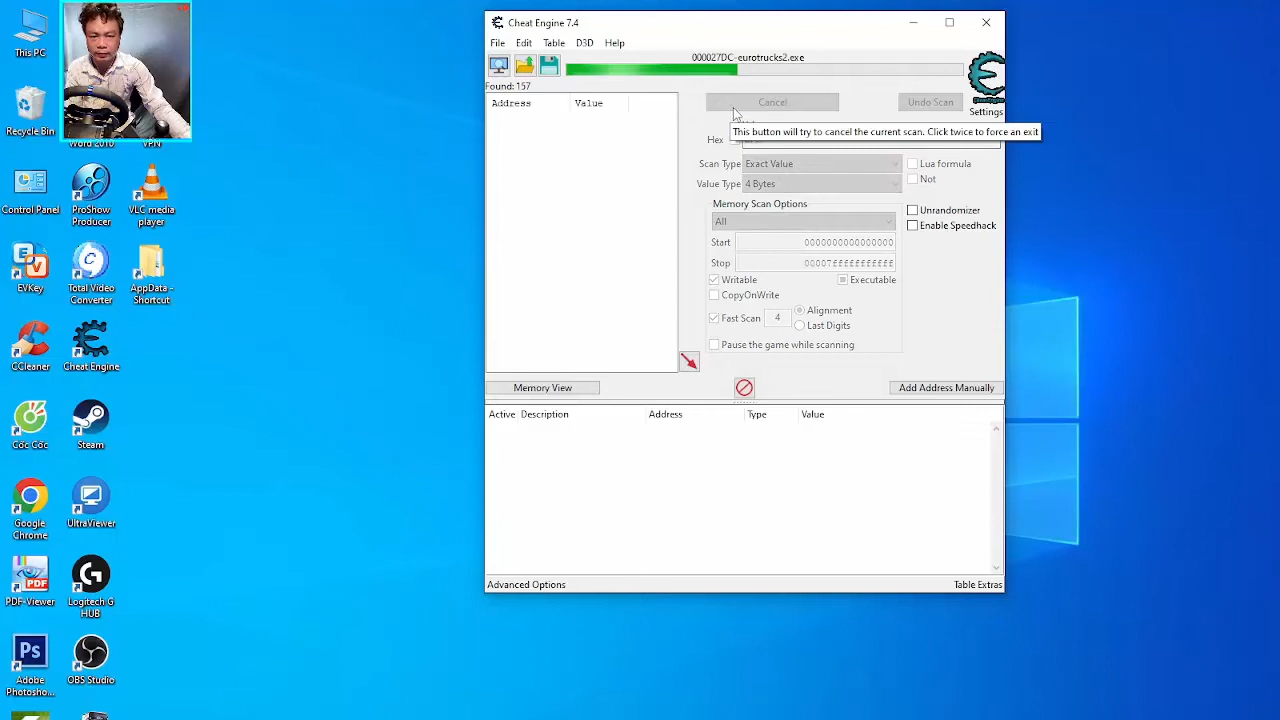 This PC
Recycle Bin
Word 2010
VPN
Control Panel
ProShow
Producer
VLC media
player
EVKey
Total Video
Converter
AppData -
Shortcut
CCleaner
Cheat Engine
Cốc Cốc
Steam
Google
Chrome
UltraViewer
PDF-Viewer
Logitech G
HUB
Adobe
Photosho...
OBS Studio
Cheat Engine 7.4
File Edit Table D3D Help
000027DC-eurotrucks2.exe
Found: 157
Address Value
Cancel
Undo Scan
Settings
This button will try to cancel the current scan. Click twice to force an exit
Hex
Scan Type Exact Value
Lua formula
Value Type 4 Bytes
Not
Memory Scan Options
All
Unrandomizer
Enable Speedhack
Start 0000000000000000
Stop 00007fffffffffff
Writable
Executable
CopyOnWrite
Fast Scan 4
Alignment
Last Digits
Pause the game while scanning
Memory View
Add Address Manually
Active Description Address Type Value
Advanced Options
Table Extras